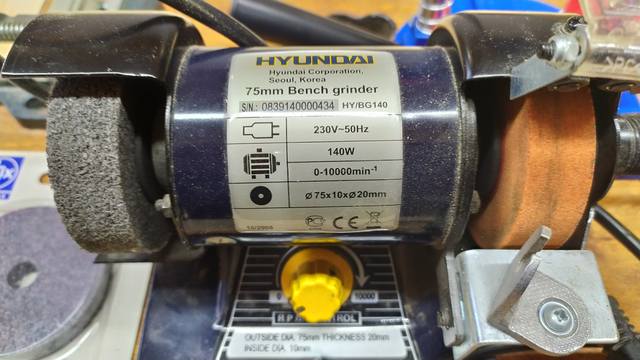 HYUNDAI
Hyundai Corporation,
Seoul, Korea
75mm Bench grinder
S/N.: 0839140000434 HY/BG140
230V~50Hz
140W
0-10000min⁻¹
Ø75x10xØ20mm
CE
0 10000
OUTSIDE DIA. 75mm THICKNESS 20mm
INSIDE DIA. 10mm